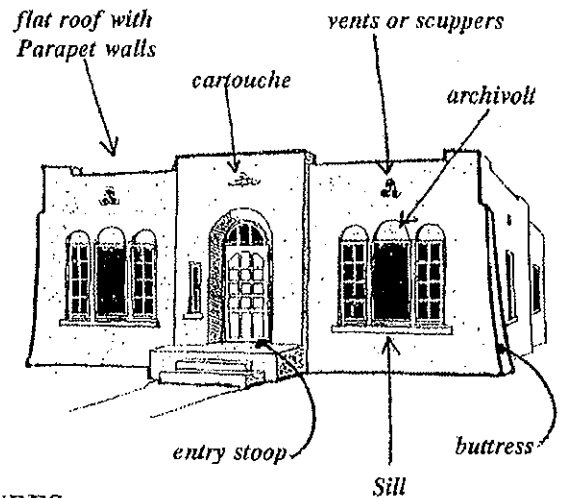 flat roof with
Parapet walls
vents or scuppers
cartouche
archivolt
entry stoop
buttress
Sill